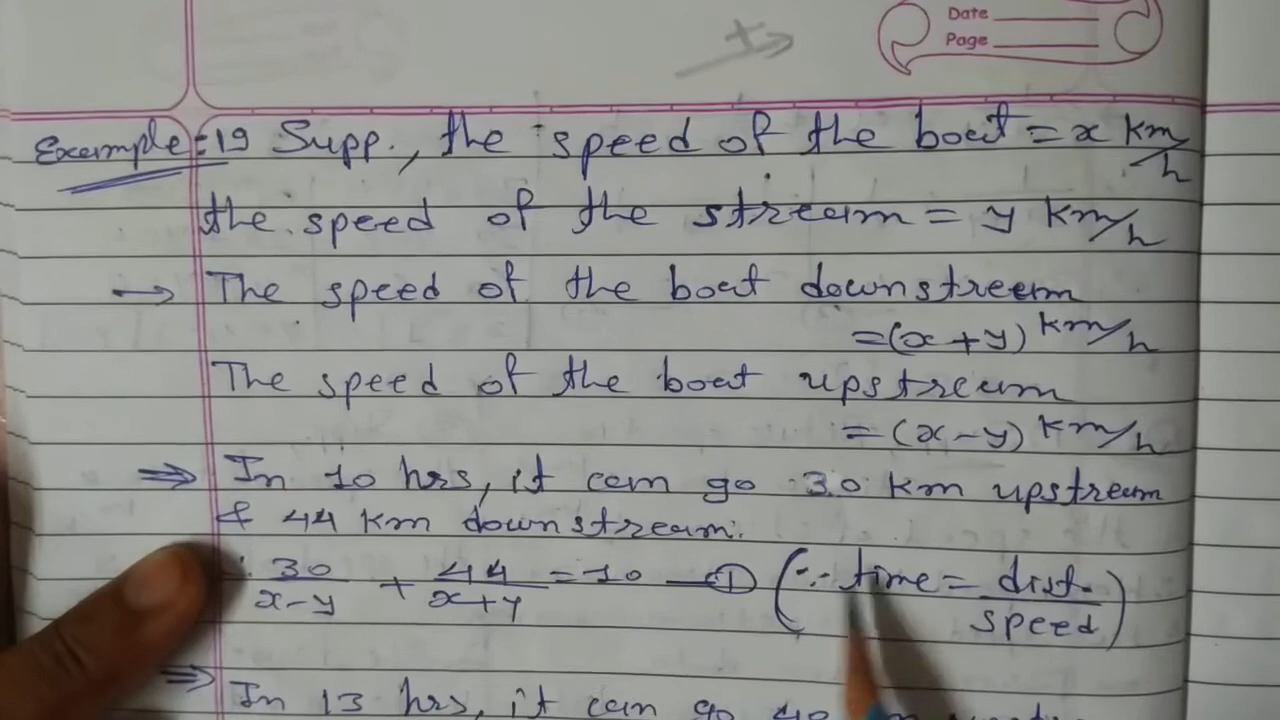 Date
Page
Example:19 Supp., the speed of the boat = x km/h
the speed of the stream = y km/h
→ The speed of the boat downstream
=(x+y) km/h
The speed of the boat upstream
=(x-y) km/h
⇒ In 10 hrs, it can go 30 km upstream
& 44 km downstream.
∴ 30/x-y + 44/x+y = 10 — ① (∵ time = dist./speed)
⇒ In 13 hrs, it can go 40